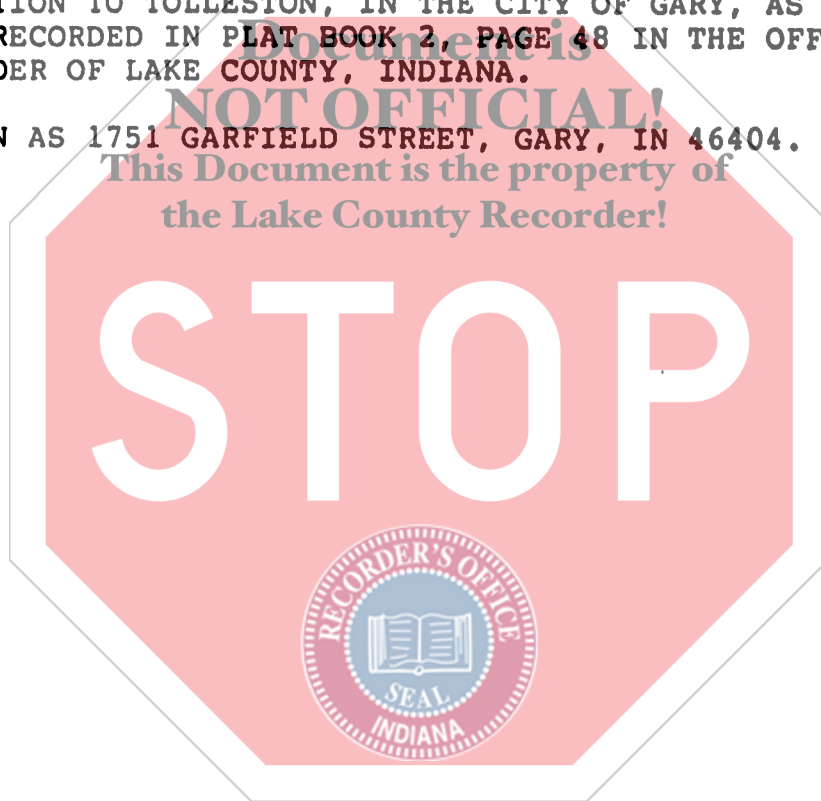 TION TO TOLLESTON, IN THE CITY OF GARY, AS
RECORDED IN PLAT BOOK 2, PAGE 48 IN THE OFF
DER OF LAKE COUNTY, INDIANA.
N AS 1751 GARFIELD STREET, GARY, IN 46404.
Document is
NOT OFFICIAL!
This Document is the property of
the Lake County Recorder!
STOP
RECORDER'S OFFICE
SEAL
INDIANA